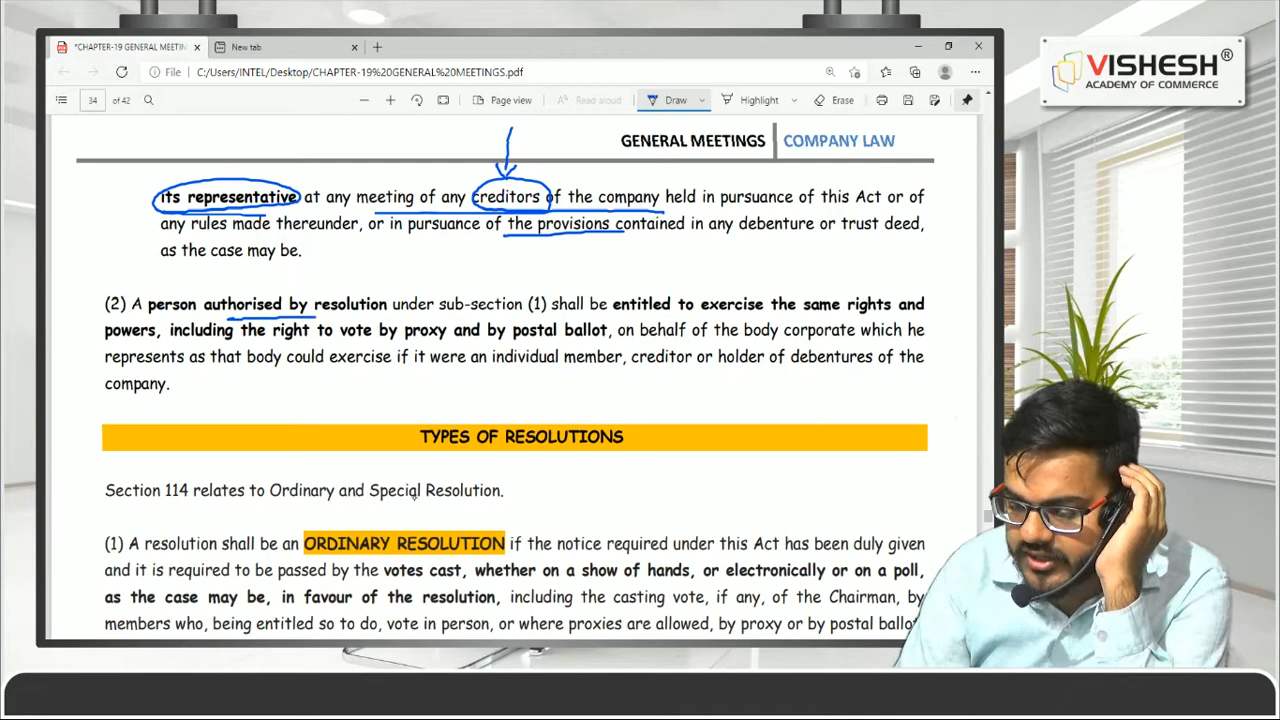 *CHAPTER-19 GENERAL MEETIN
New tab
File
C:/Users/INTEL/Desktop/CHAPTER-19%20GENERAL%20MEETINGS.pdf
34 of 42
Page view
Read aloud
Draw
Highlight
Erase
VISHESH®
ACADEMY OF COMMERCE
GENERAL MEETINGS COMPANY LAW
its representative at any meeting of any creditors of the company held in pursuance of this Act or of
any rules made thereunder, or in pursuance of the provisions contained in any debenture or trust deed,
as the case may be.
(2) A person authorised by resolution under sub-section (1) shall be entitled to exercise the same rights and
powers, including the right to vote by proxy and by postal ballot, on behalf of the body corporate which he
represents as that body could exercise if it were an individual member, creditor or holder of debentures of the
company.
TYPES OF RESOLUTIONS
Section 114 relates to Ordinary and Special Resolution.
(1) A resolution shall be an ORDINARY RESOLUTION if the notice required under this Act has been duly given
and it is required to be passed by the votes cast, whether on a show of hands, or electronically or on a poll,
as the case may be, in favour of the resolution, including the casting vote, if any, of the Chairman, by
members who, being entitled so to do, vote in person, or where proxies are allowed, by proxy or by postal ballot,